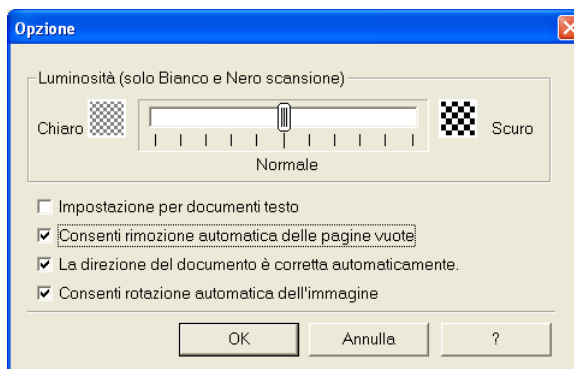 Opzione
Luminosità (solo Bianco e Nero scansione)
Chiaro
Scuro
Normale
Impostazione per documenti testo
Consenti rimozione automatica delle pagine vuote
La direzione del documento è corretta automaticamente.
Consenti rotazione automatica dell'immagine
OK
Annulla
?